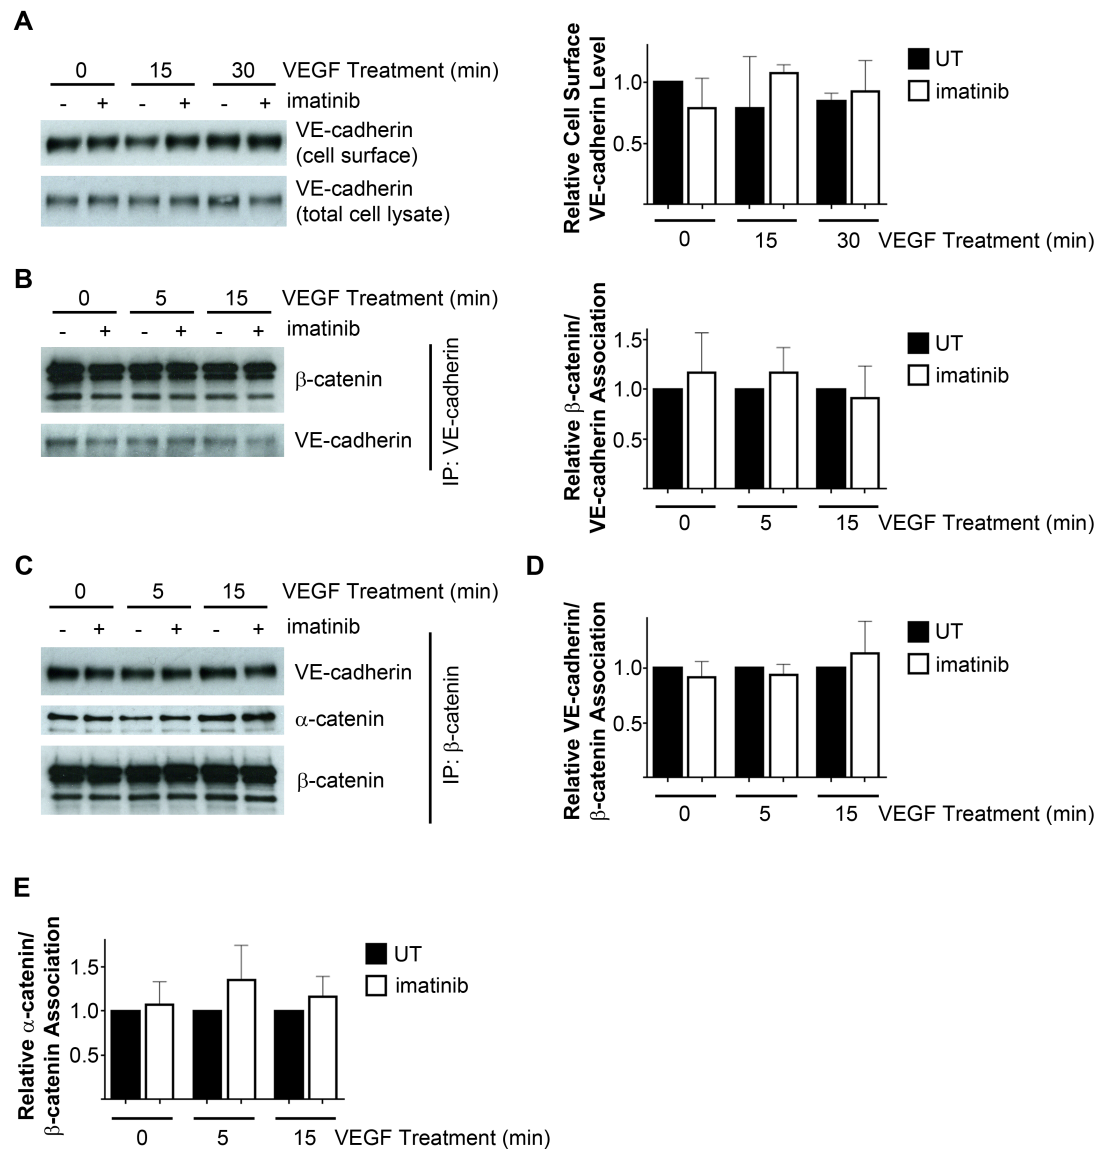 A
0 15 30 VEGF Treatment (min)
- + - + - + imatinib
VE-cadherin
(cell surface)
VE-cadherin
(total cell lysate)
Relative Cell Surface
VE-cadherin Level
1.0
0.5
UT
imatinib
0 15 30 VEGF Treatment (min)
B
0 5 15 VEGF Treatment (min)
- + - + - + imatinib
β-catenin
VE-cadherin
IP: VE-cadherin
Relative β-catenin/
VE-cadherin Association
1.5
1.0
0.5
UT
imatinib
0 5 15 VEGF Treatment (min)
C
0 5 15 VEGF Treatment (min)
- + - + - + imatinib
VE-cadherin
α-catenin
β-catenin
IP: β-catenin
D
Relative VE-cadherin/
β-catenin Association
1.0
0.5
UT
imatinib
0 5 15 VEGF Treatment (min)
E
Relative α-catenin/
β-catenin Association
1.5
1.0
0.5
UT
imatinib
0 5 15 VEGF Treatment (min)